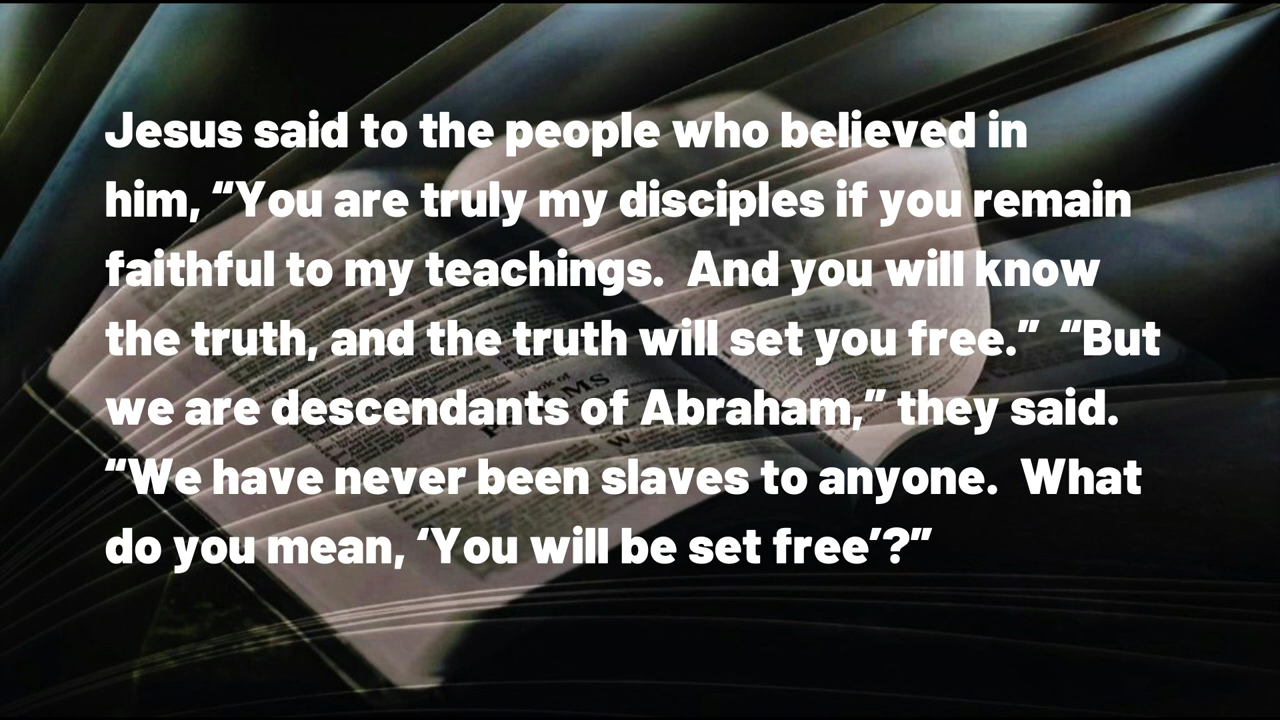 Jesus said to the people who believed in
him, “You are truly my disciples if you remain
faithful to my teachings.  And you will know
the truth, and the truth will set you free.”  “But
we are descendants of Abraham,” they said.
“We have never been slaves to anyone.  What
do you mean, ‘You will be set free’?”